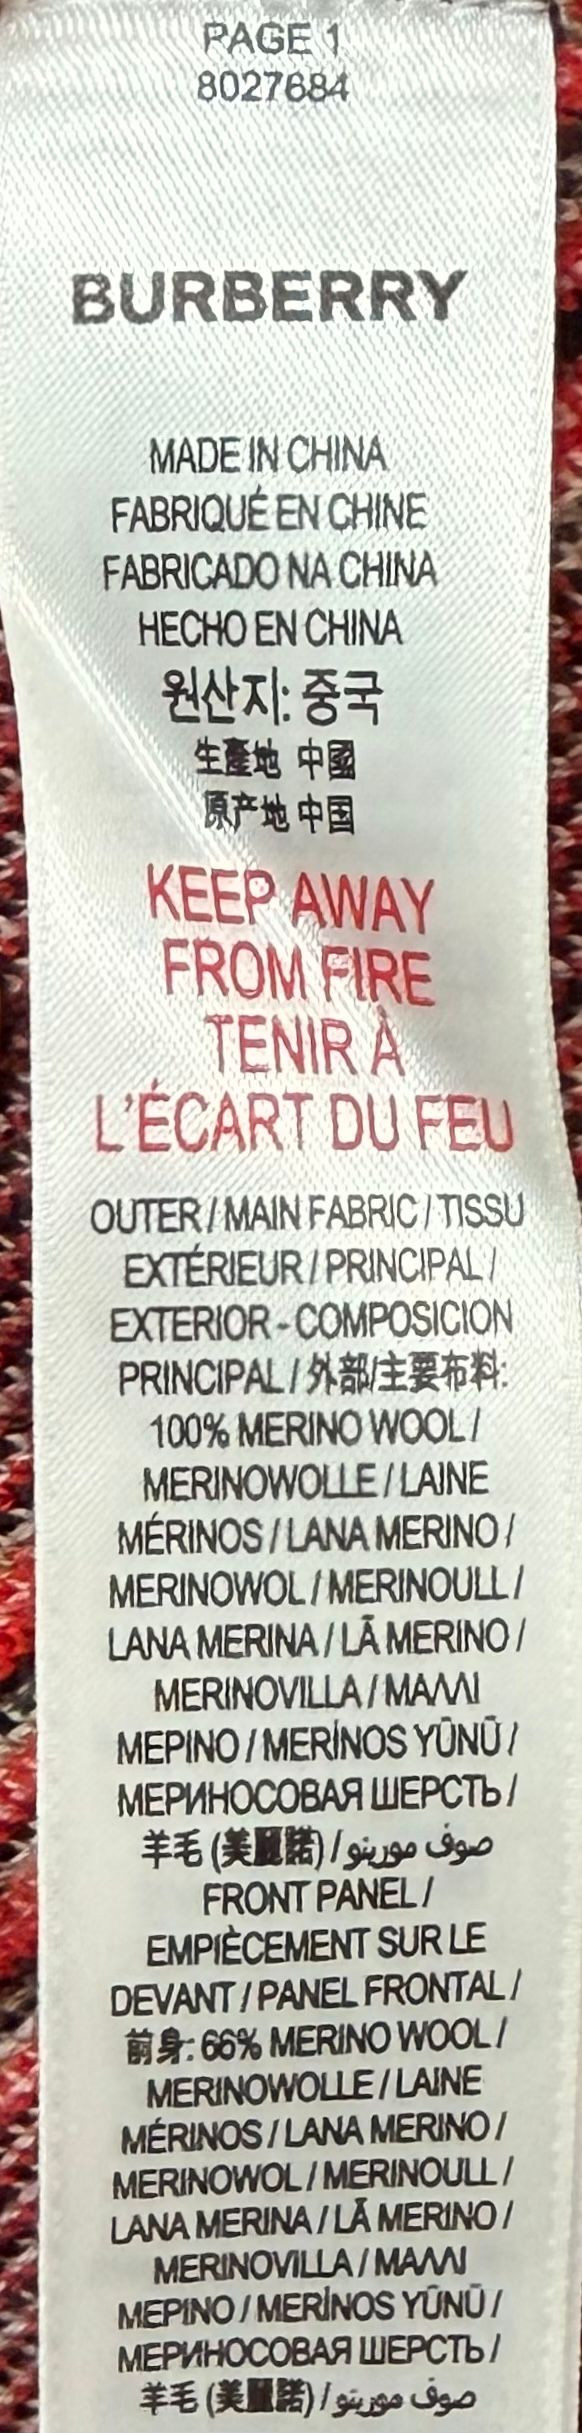 PAGE 1
8027684
BURBERRY
MADE IN CHINA
FABRIQUÉ EN CHINE
FABRICADO NA CHINA
HECHO EN CHINA
원산지: 중국
生產地 中國
原产地 中国
KEEP AWAY
FROM FIRE
TENIR À
L'ÉCART DU FEU
OUTER / MAIN FABRIC / TISSU
EXTÉRIEUR / PRINCIPAL /
EXTERIOR - COMPOSICION
PRINCIPAL / 外部/主要布料:
100% MERINO WOOL /
MERINOWOLLE / LAINE
MÉRINOS / LANA MERINO /
MERINOWOL / MERINOULL /
LANA MERINA / LÃ MERINO /
MERINOVILLA / ΜΑΛΛΙ
ΜΕΡΙΝΟ / MERİNOS YÜNÜ /
МЕРИНОСОВАЯ ШЕРСТЬ /
羊毛 (美麗諾) / صوف مورينو
FRONT PANEL /
EMPIÈCEMENT SUR LE
DEVANT / PANEL FRONTAL /
前身: 66% MERINO WOOL /
MERINOWOLLE / LAINE
MÉRINOS / LANA MERINO /
MERINOWOL / MERINOULL /
LANA MERINA / LÃ MERINO /
MERINOVILLA / ΜΑΛΛΙ
ΜΕΡΙΝΟ / MERİNOS YÜNÜ /
МЕРИНОСОВАЯ ШЕРСТЬ /
羊毛 (美麗諾) / صوف مورينو